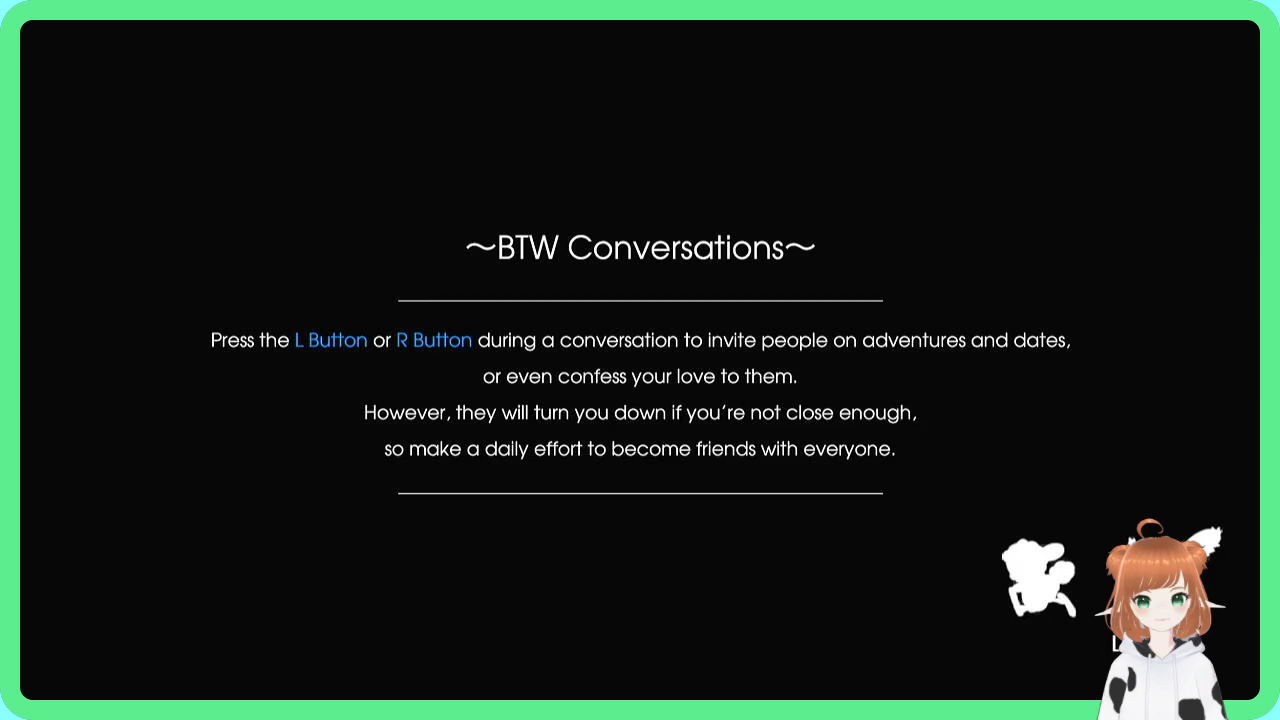 ～BTW Conversations～
Press the L Button or R Button during a conversation to invite people on adventures and dates,
or even confess your love to them.
However, they will turn you down if you're not close enough,
so make a daily effort to become friends with everyone.